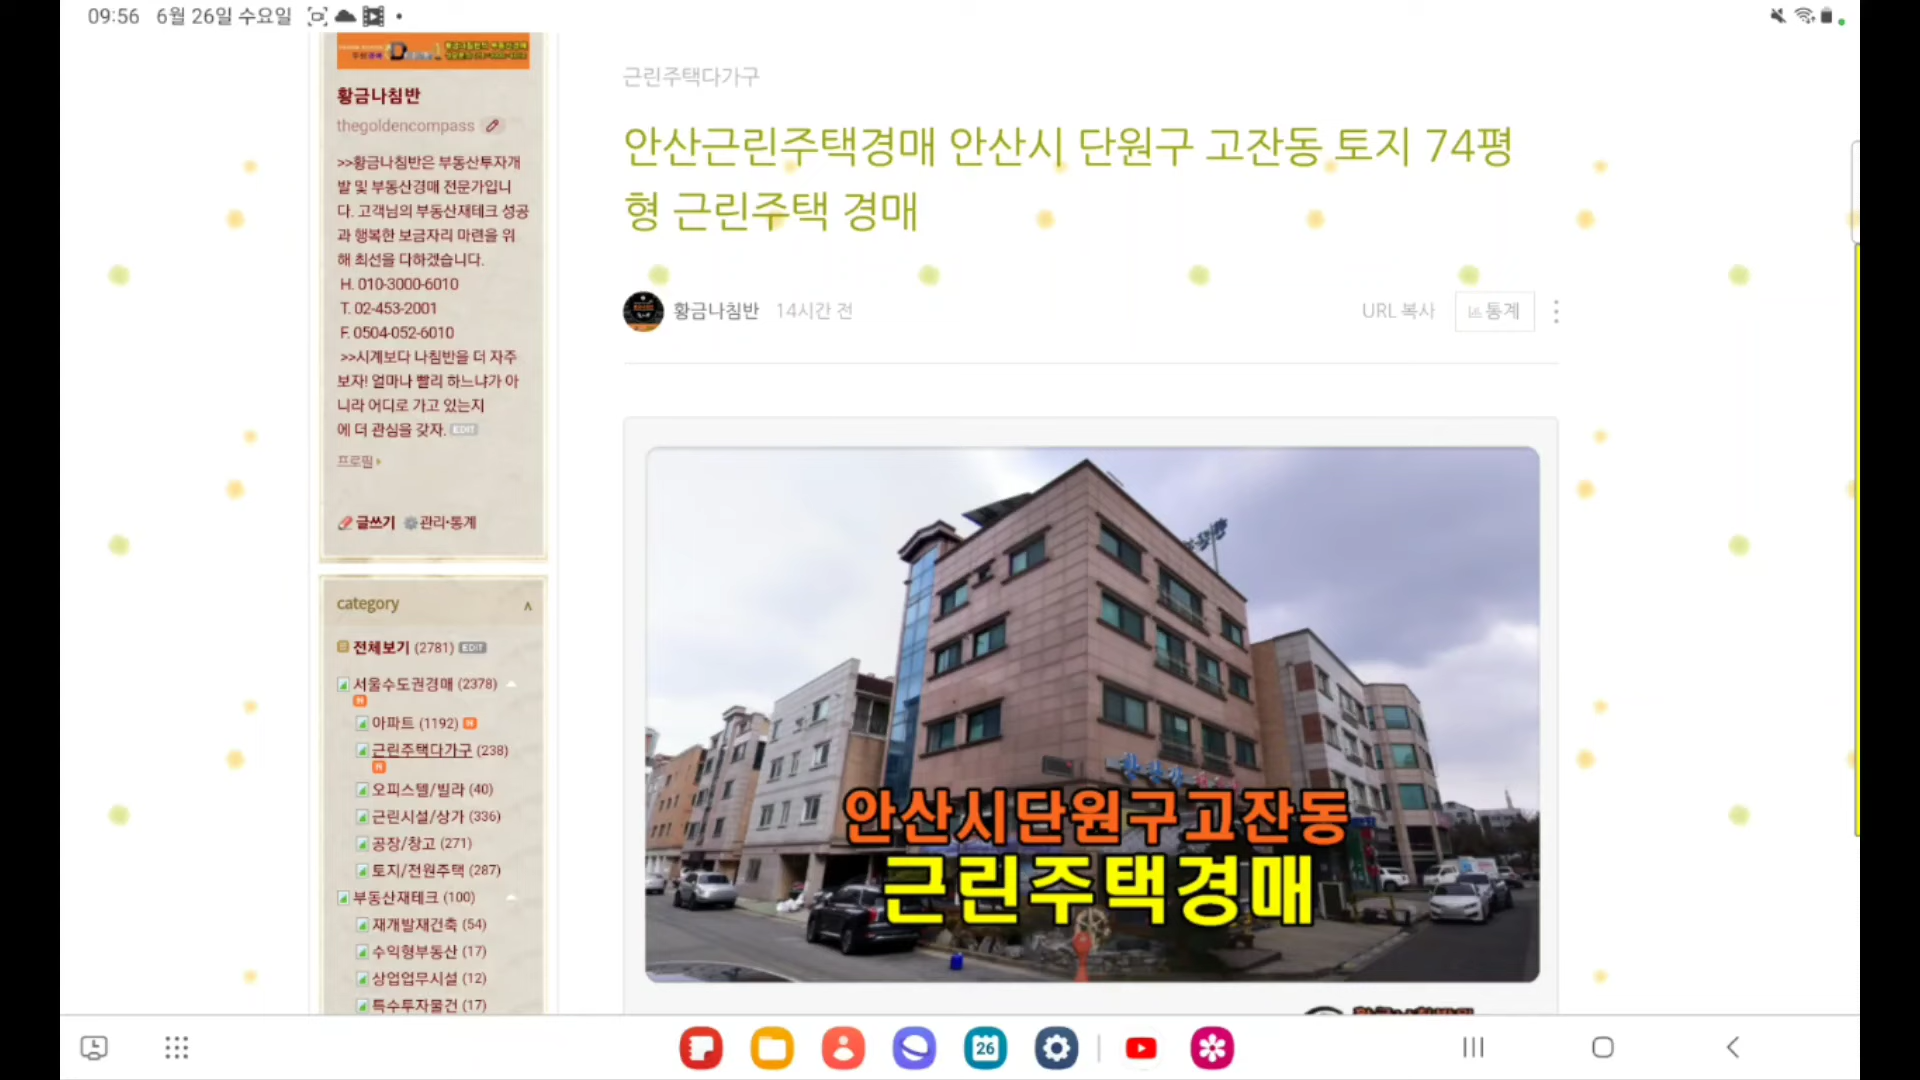 09:56 6월 26일 수요일
황금나침반
thegoldencompass
>>황금나침반은 부동산투자개
발 및 부동산경매 전문가입니
다. 고객님의 부동산재테크 성공
과 행복한 보금자리 마련을 위
해 최선을 다하겠습니다.
H. 010-3000-6010
T. 02-453-2001
F. 0504-052-6010
>>시계보다 나침반을 더 자주
보자! 얼마나 빨리 하느냐가 아
니라 어디로 가고 있는지
에 더 관심을 갖자. EDIT
프로필
글쓰기 관리·통계
category
전체보기 (2781) EDIT
서울수도권경매 (2378)
N
아파트 (1192) N
근린주택다가구 (238)
N
오피스텔/빌라 (40)
근린시설/상가 (336)
공장/창고 (271)
토지/전원주택 (287)
부동산재테크 (100)
재개발재건축 (54)
수익형부동산 (17)
상업업무시설 (12)
특수투자물건 (17)
근린주택다가구
안산근린주택경매 안산시 단원구 고잔동 토지 74평
형 근린주택 경매
황금나침반 14시간 전
URL 복사 통계
안산시단원구고잔동
근린주택경매
26